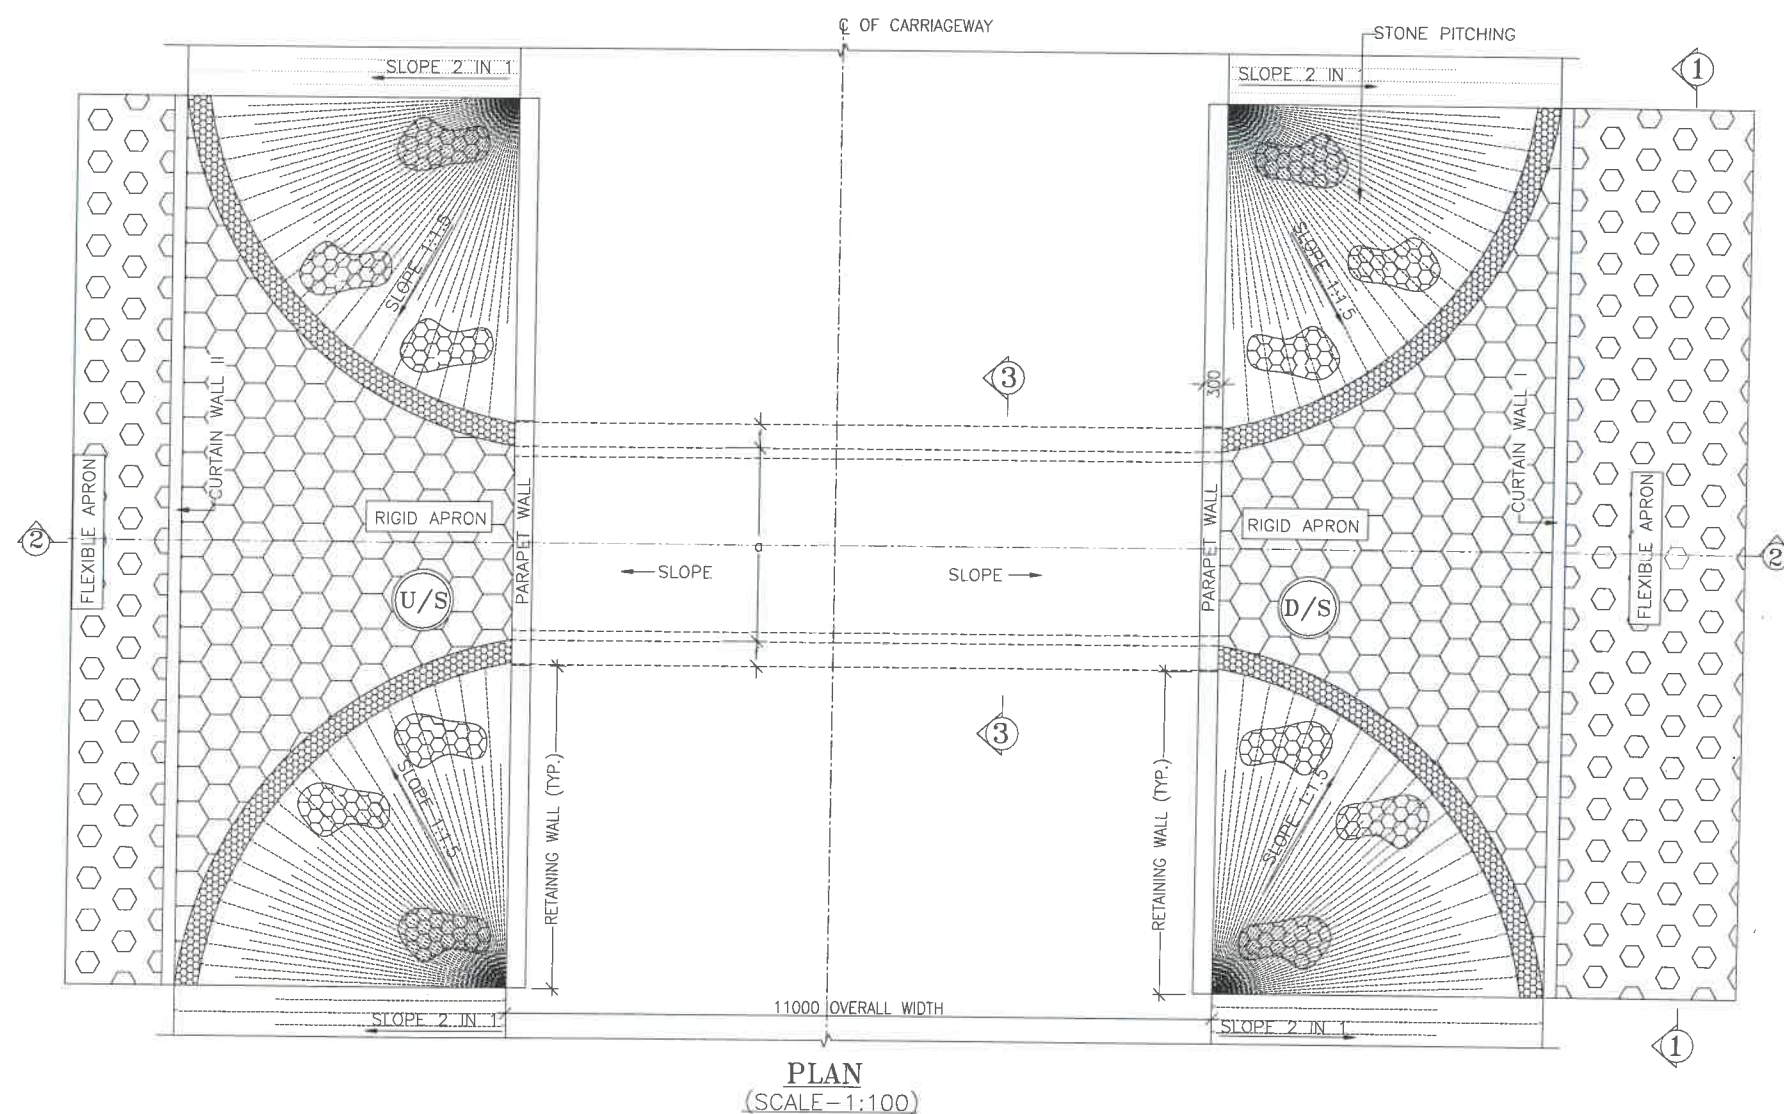 ℄ OF CARRIAGEWAY
STONE PITCHING
SLOPE 2 IN 1
SLOPE 2 IN 1
1
SLOPE 1:1.5
SLOPE 1:1.5
3
300
CURTAIN WALL II
CURTAIN WALL I
FLEXIBLE APRON
RIGID APRON
PARAPET WALL
PARAPET WALL
RIGID APRON
FLEXIBLE APRON
2
2
a
SLOPE
SLOPE
U/S
D/S
3
SLOPE 1:1.5
RETAINING WALL (TYP.)
RETAINING WALL (TYP.)
SLOPE 1:1.5
11000 OVERALL WIDTH
SLOPE 2 IN 1
SLOPE 2 IN 1
1
PLAN
(SCALE-1:100)